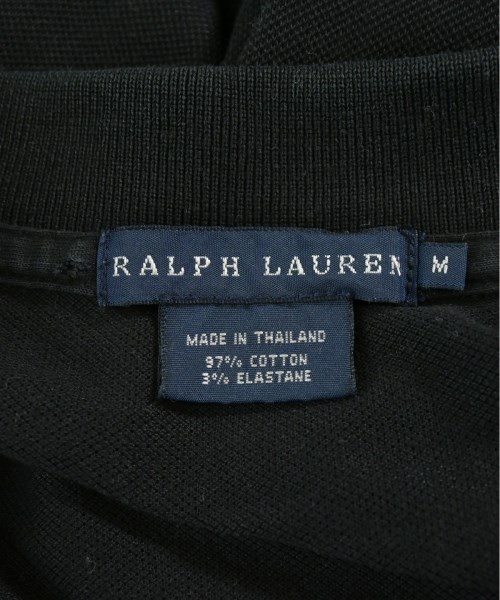 RALPH LAUREN
M
MADE IN THAILAND
97% COTTON
3% ELASTANE